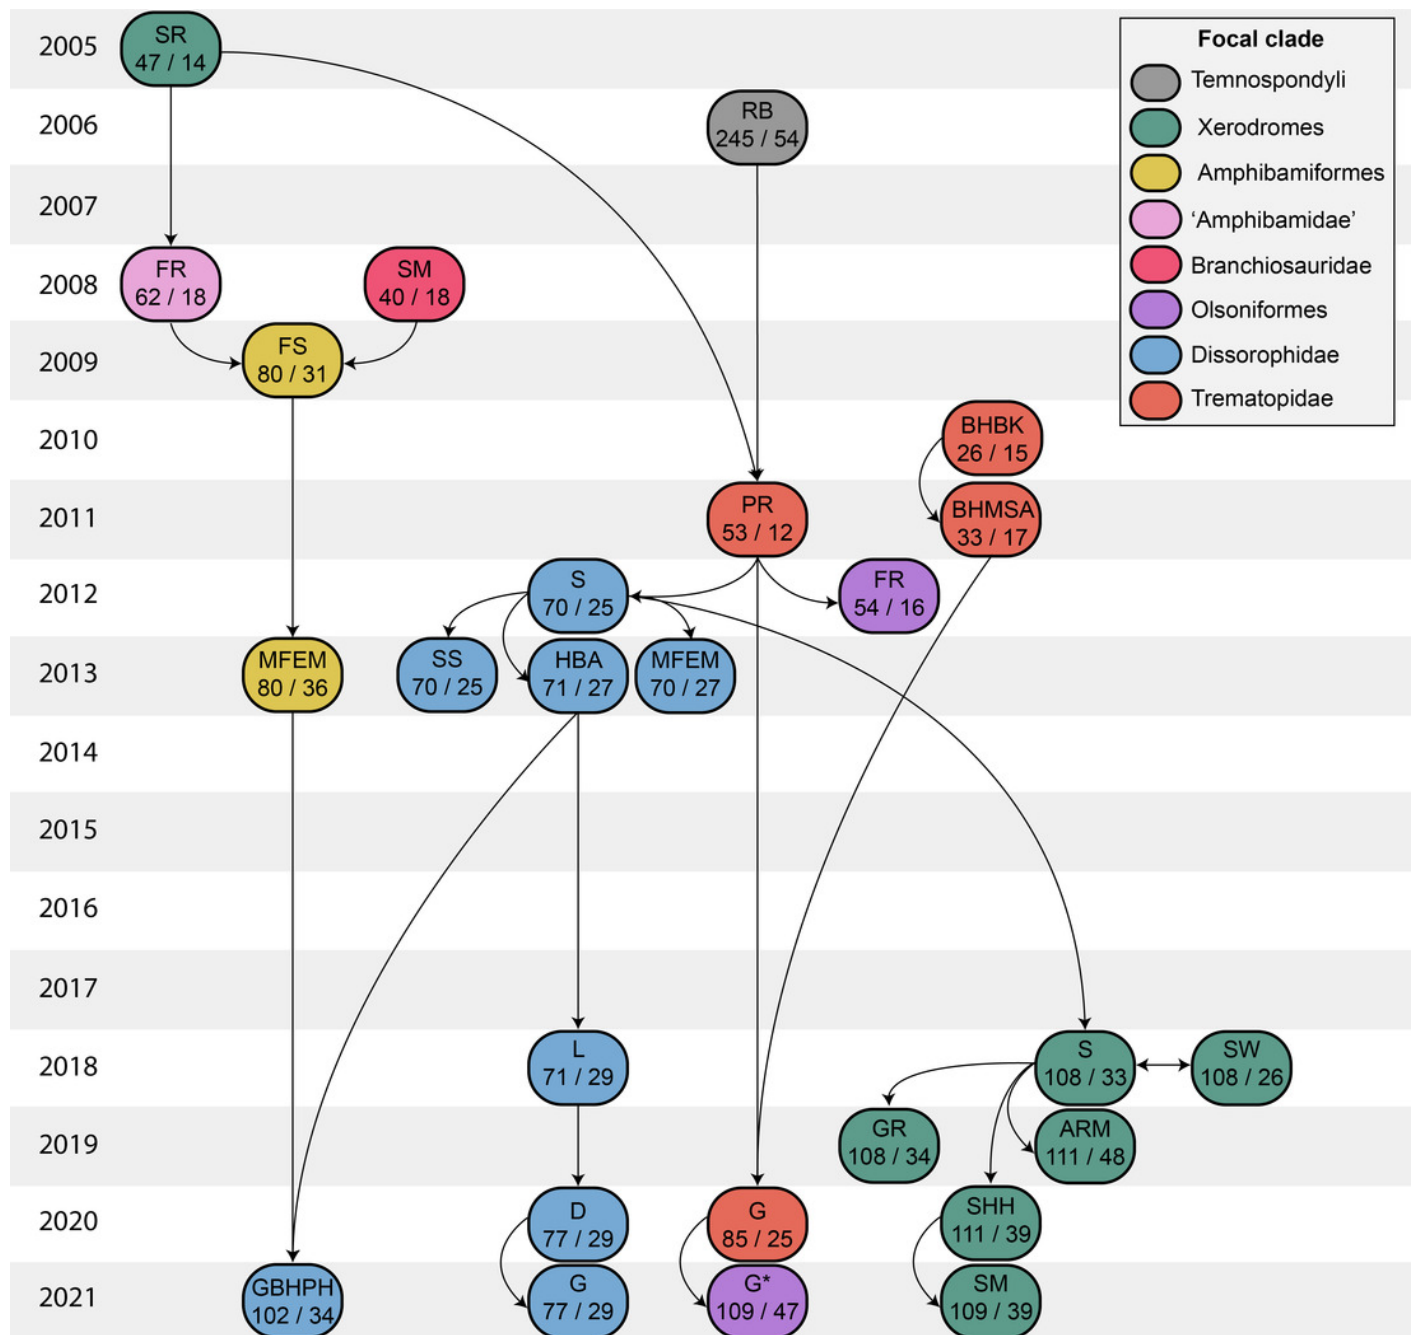 2005
SR
47 / 14
2006
RB
245 / 54
2007
2008
FR
62 / 18
SM
40 / 18
2009
FS
80 / 31
2010
BHBK
26 / 15
2011
PR
53 / 12
BHMSA
33 / 17
2012
S
70 / 25
FR
54 / 16
2013
MFEM
80 / 36
SS
70 / 25
HBA
71 / 27
MFEM
70 / 27
2014
2015
2016
2017
2018
L
71 / 29
S
108 / 33
SW
108 / 26
2019
GR
108 / 34
ARM
111 / 48
2020
D
77 / 29
G
85 / 25
SHH
111 / 39
2021
GBHPH
102 / 34
G
77 / 29
G*
109 / 47
SM
109 / 39
Focal clade
Temnospondyli
Xerodromes
Amphibamiformes
‘Amphibamidae’
Branchiosauridae
Olsoniformes
Dissorophidae
Trematopidae